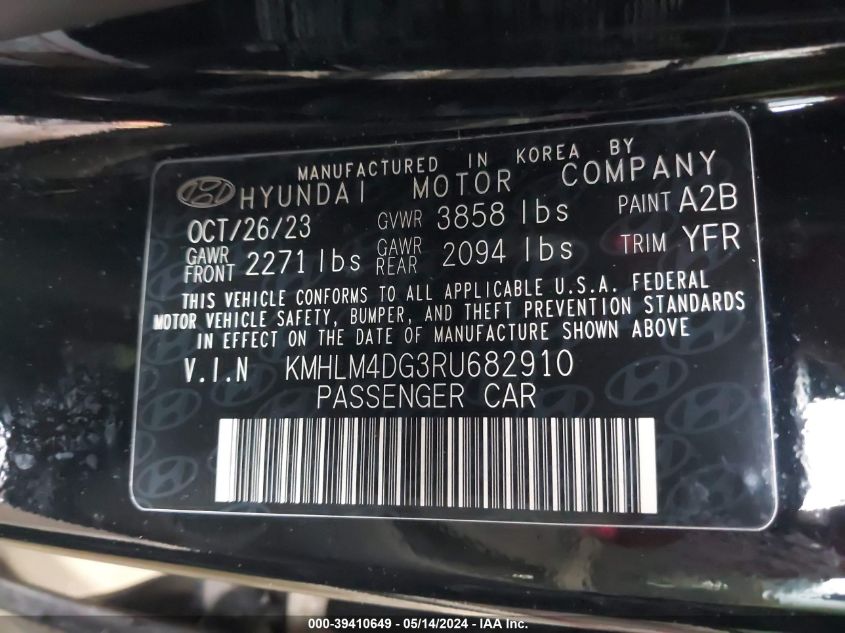 MANUFACTURED IN KOREA BY
HYUNDAI MOTOR COMPANY
OCT/26/23 GVWR 3858 lbs PAINT A2B
GAWR FRONT 2271 lbs GAWR REAR 2094 lbs TRIM YFR
THIS VEHICLE CONFORMS TO ALL APPLICABLE U.S.A. FEDERAL
MOTOR VEHICLE SAFETY, BUMPER, AND THEFT PREVENTION STANDARDS
IN EFFECT ON THE DATE OF MANUFACTURE SHOWN ABOVE
V.I.N KMHLM4DG3RU682910
PASSENGER CAR
000-39410649 - 05/14/2024 - IAA Inc.